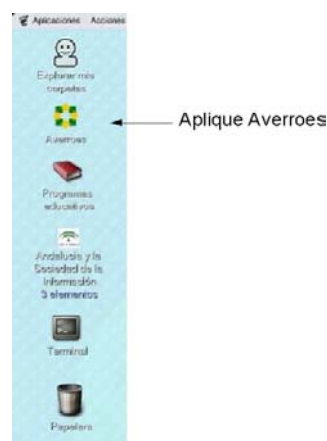 Aplicaciones Acciones
Explorar mis
carpetas
Averroes
Aplique Averroes
Programas
educativos
Andalucía y la
Sociedad de la
Información
3 elementos
Terminal
Papelera